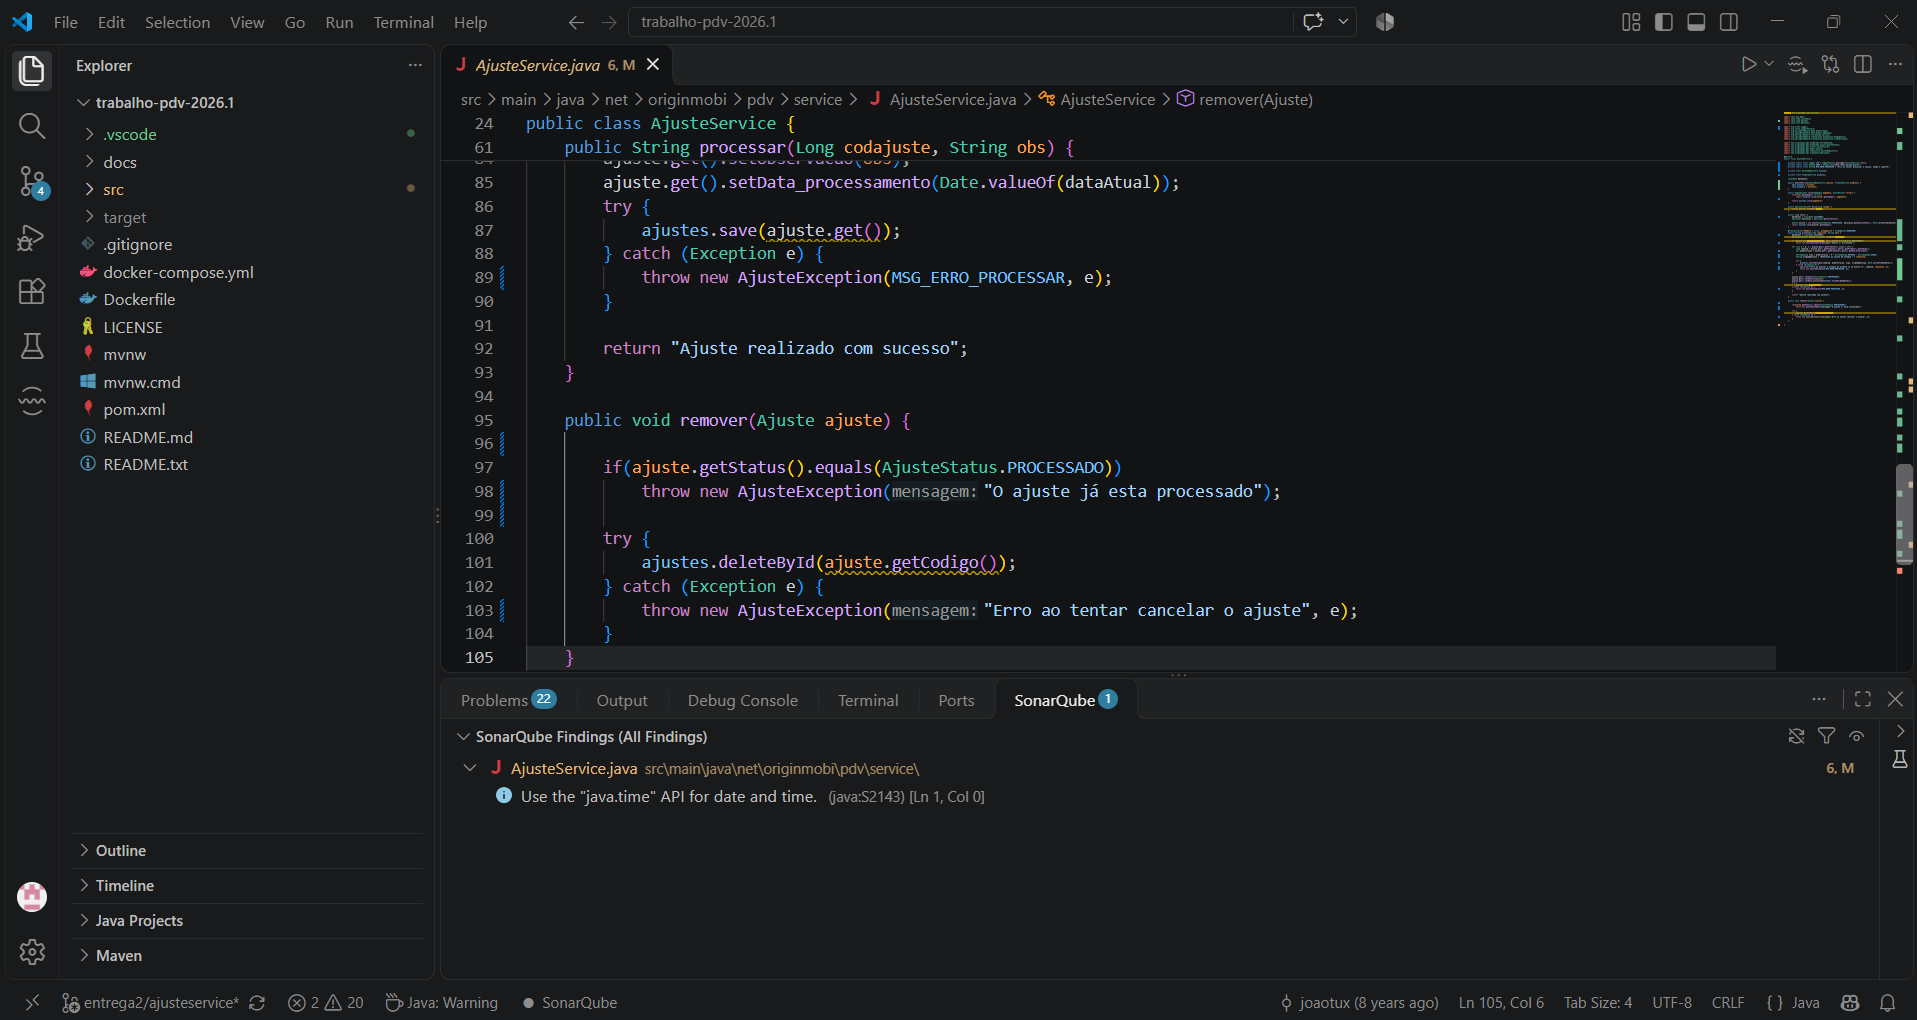 File Edit Selection View Go Run Terminal Help
trabalho-pdv-2026.1
Explorer
trabalho-pdv-2026.1
.vscode
docs
src
target
.gitignore
docker-compose.yml
Dockerfile
LICENSE
mvnw
mvnw.cmd
pom.xml
README.md
README.txt
Outline
Timeline
Java Projects
Maven
4
J AjusteService.java 6, M
src > main > java > net > originmobi > pdv > service > J AjusteService.java > AjusteService > remover(Ajuste)
24 public class AjusteService {
61 public String processar(Long codajuste, String obs) {
84 ajuste.get().setObservacao(obs);
85 ajuste.get().setData_processamento(Date.valueOf(dataAtual));
86 try {
87 ajustes.save(ajuste.get());
88 } catch (Exception e) {
89 throw new AjusteException(MSG_ERRO_PROCESSAR, e);
90 }
91
92 return "Ajuste realizado com sucesso";
93 }
94
95 public void remover(Ajuste ajuste) {
96
97 if(ajuste.getStatus().equals(AjusteStatus.PROCESSADO))
98 throw new AjusteException(mensagem: "O ajuste já esta processado");
99
100 try {
101 ajustes.deleteById(ajuste.getCodigo());
102 } catch (Exception e) {
103 throw new AjusteException(mensagem: "Erro ao tentar cancelar o ajuste", e);
104 }
105 }
Problems 22 Output Debug Console Terminal Ports SonarQube 1
SonarQube Findings (All Findings)
J AjusteService.java src\main\java\net\originmobi\pdv\service\ 6, M
Use the "java.time" API for date and time. (java:S2143) [Ln 1, Col 0]
entrega2/ajusteservice* 2 20 Java: Warning SonarQube joaotux (8 years ago) Ln 105, Col 6 Tab Size: 4 UTF-8 CRLF {} Java